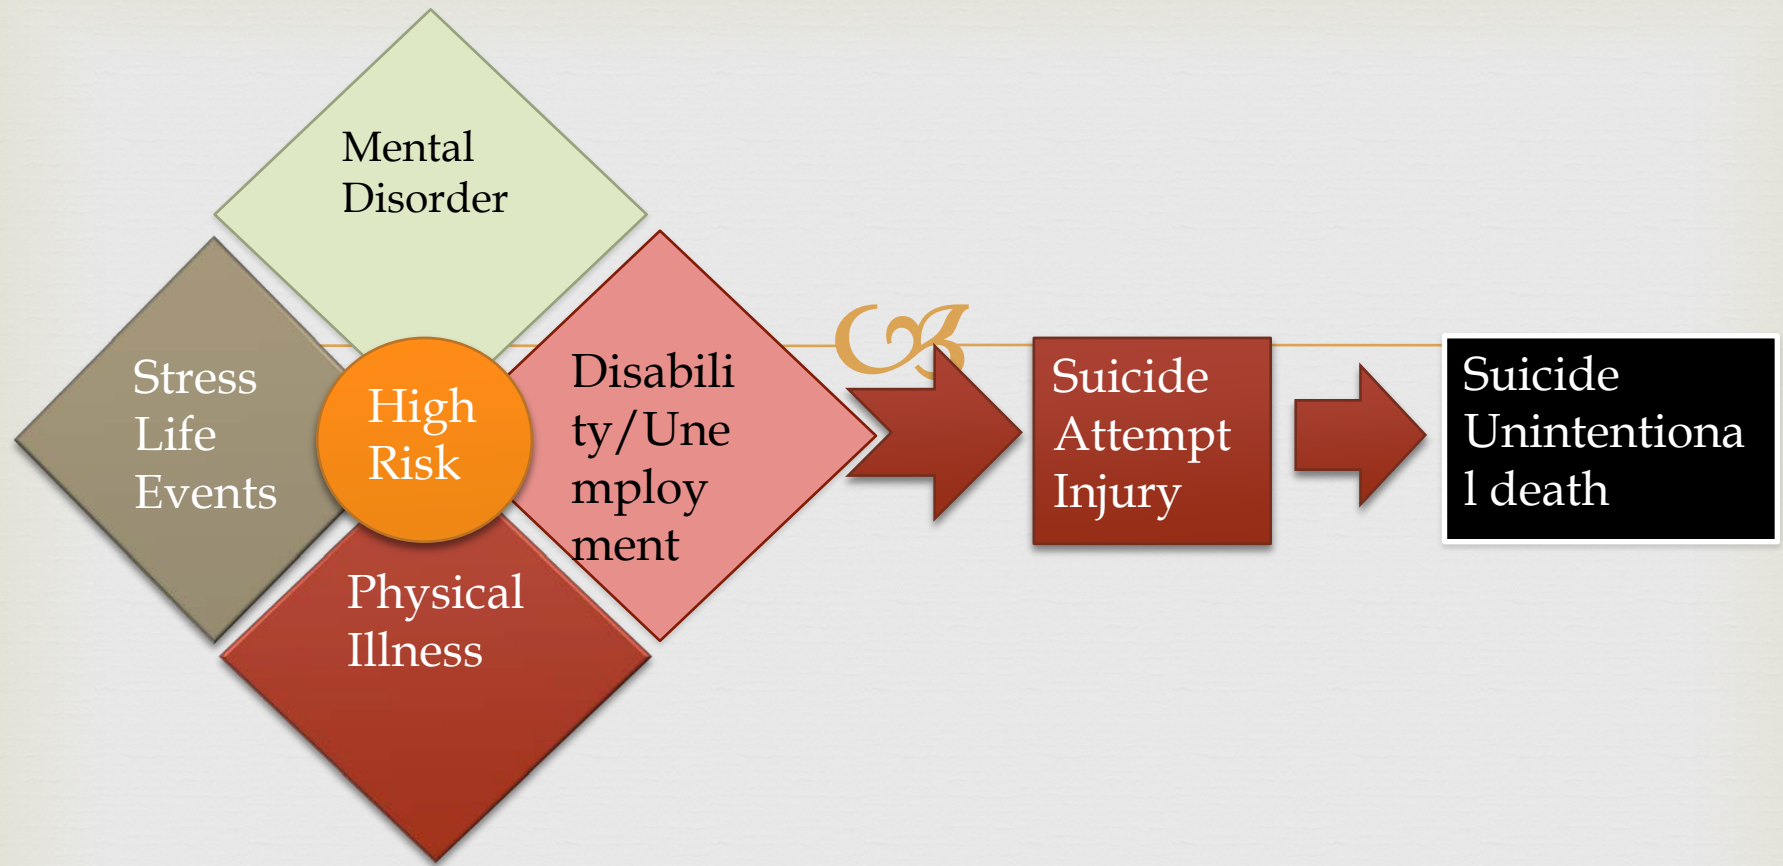 Mental
Disorder
Stress
Life
Events
High
Risk
Disabili
ty/Une
mploy
ment
Physical
Illness
Suicide
Attempt
Injury
Suicide
Unintentiona
l death